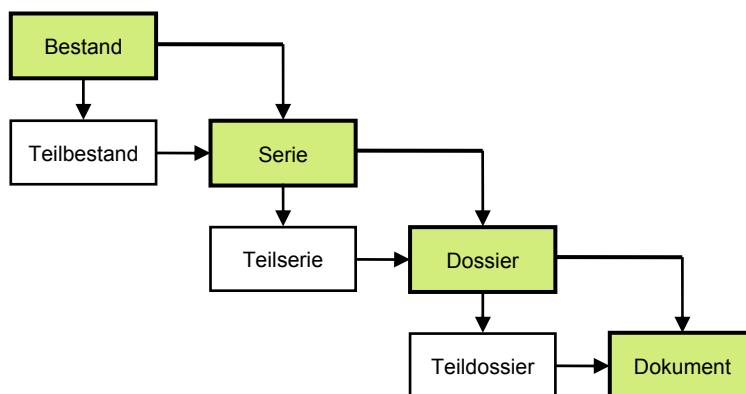 Bestand
Teilbestand
Serie
Teilserie
Dossier
Teildossier
Dokument